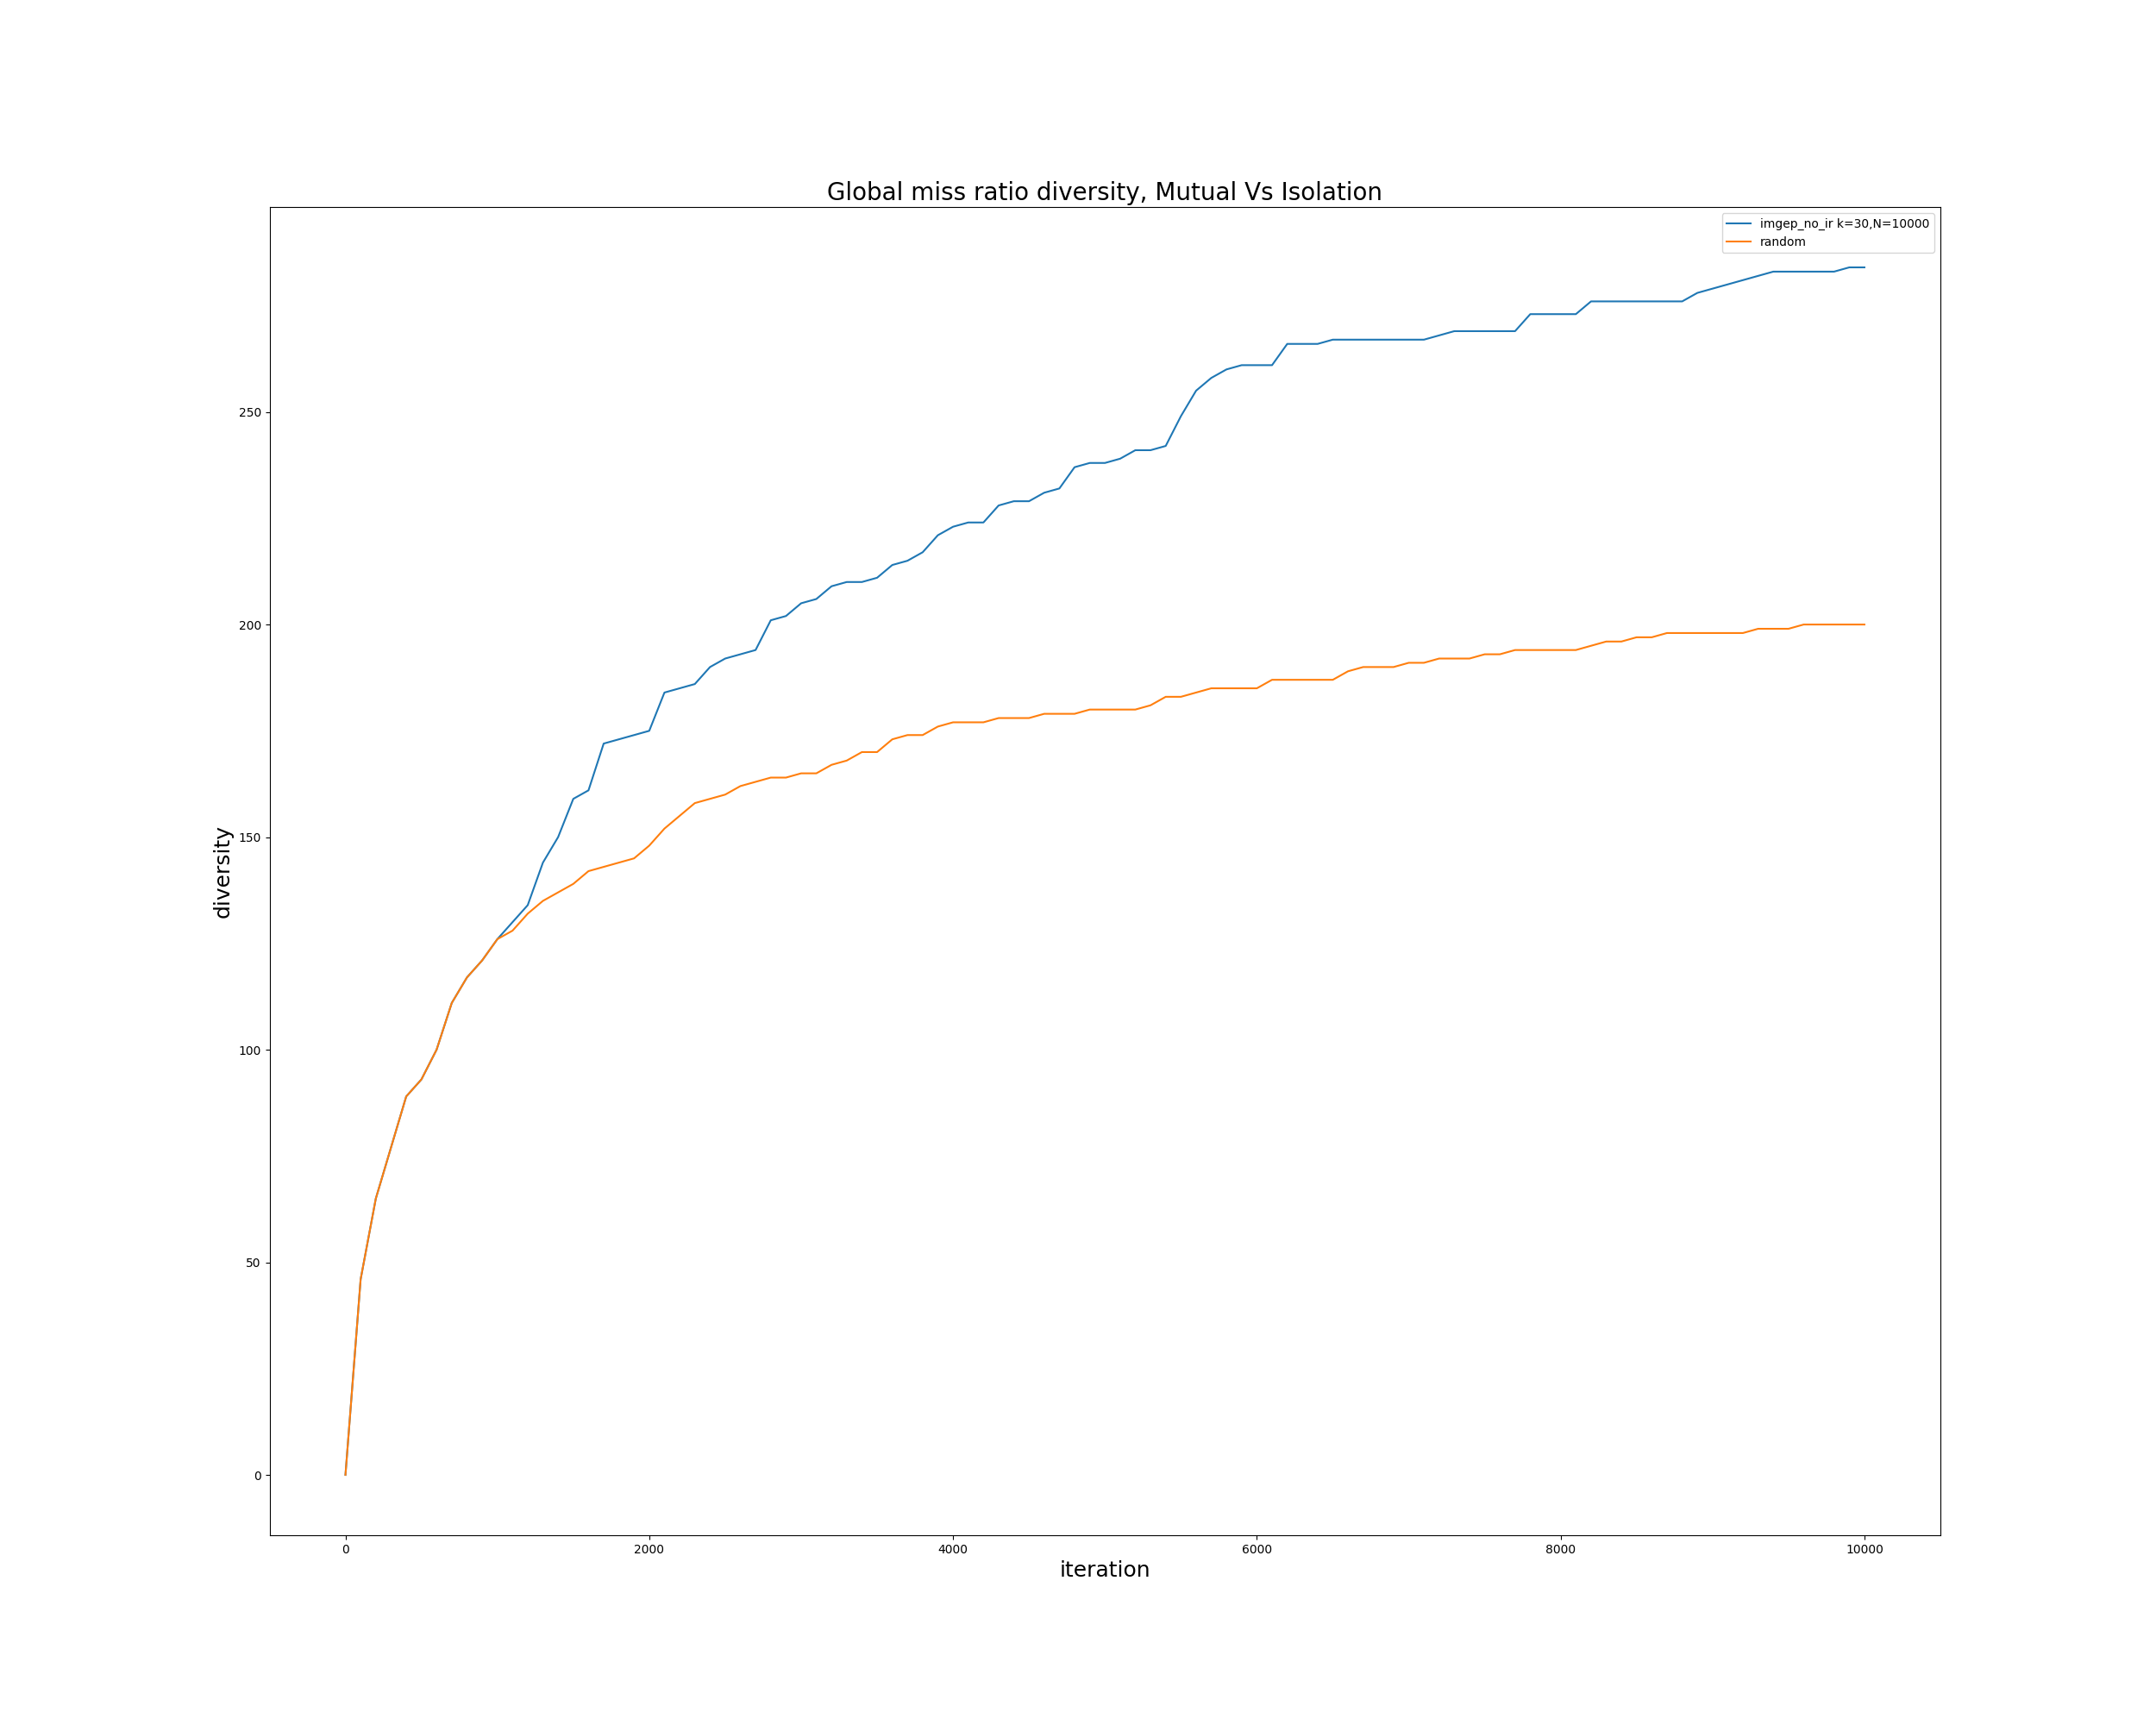 Global miss ratio diversity, Mutual Vs Isolation
imgep_no_ir k=30,N=10000
random
250
200
150
100
50
0
diversity
0 2000 4000 6000 8000 10000
iteration